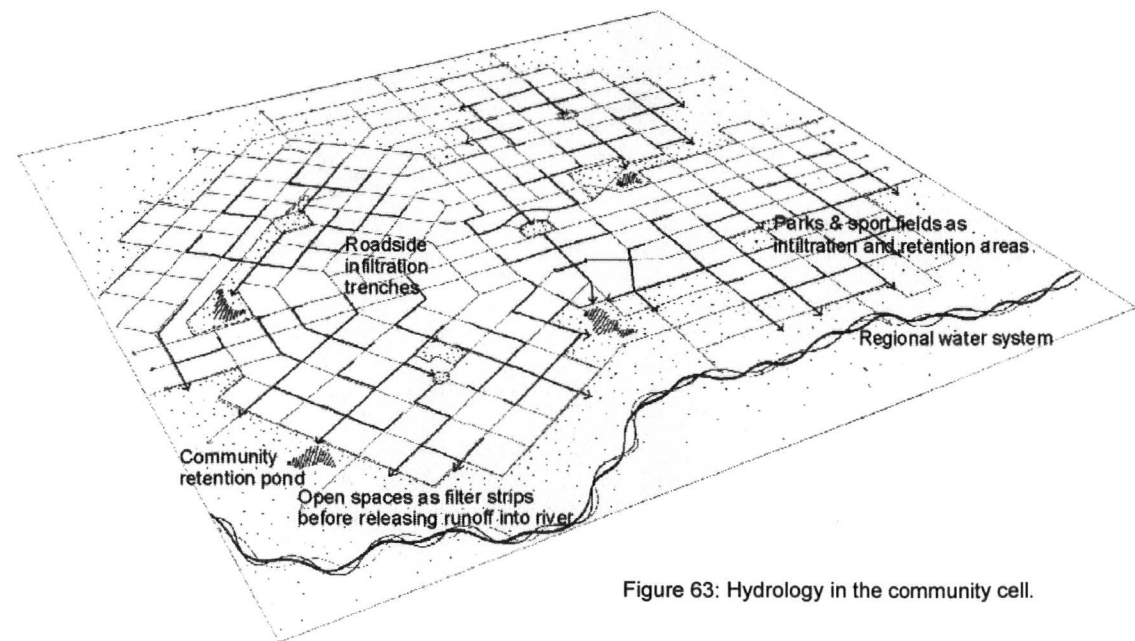 Roadside
infiltration
trenches
Parks & sport fields as
infiltration and retention areas
Regional water system
Community
retention pond
Open spaces as filter strips
before releasing runoff into river
Figure 63: Hydrology in the community cell.